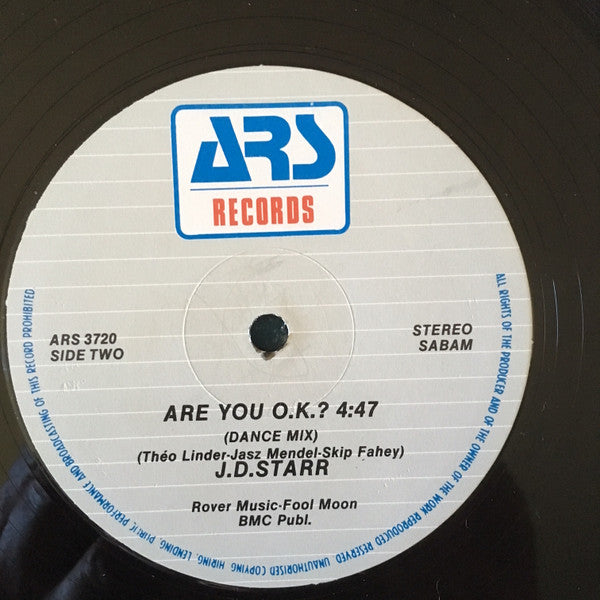 ARS
RECORDS
ARS 3720
SIDE TWO
STEREO
SABAM
ARE YOU O.K.? 4:47
(DANCE MIX)
(Théo Linder-Jasz Mendel-Skip Fahey)
J.D.STARR
Rover Music-Fool Moon
BMC Publ.
ALL RIGHTS OF THE PRODUCER AND OF THE OWNER OF THE WORK REPRODUCED RESERVED UNAUTHORISED COPYING, HIRING, LENDING, PUBLIC PERFORMANCE AND BROADCASTING OF THIS RECORD PROHIBITED